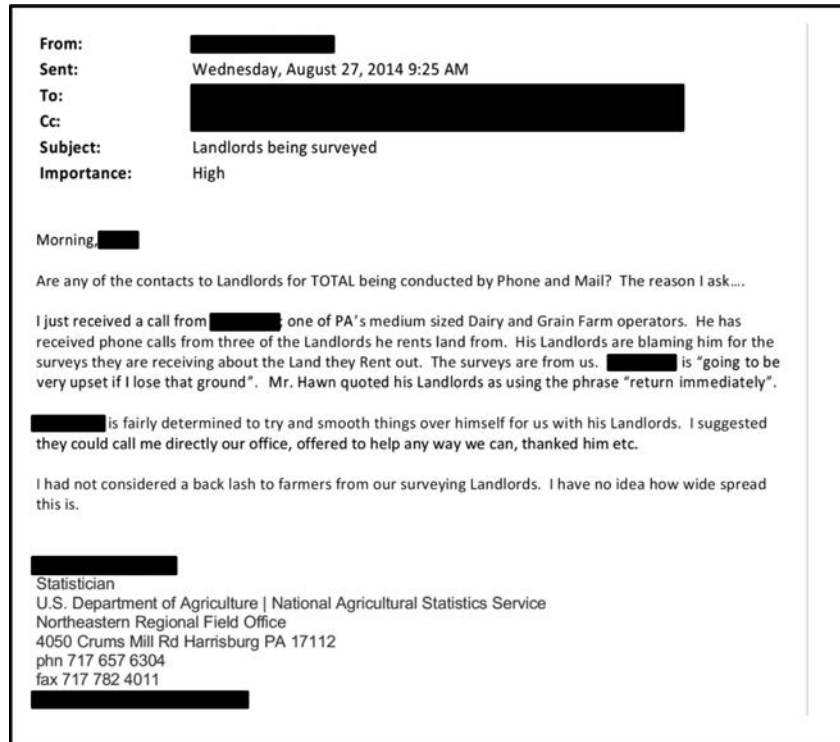 From:
Sent: Wednesday, August 27, 2014 9:25 AM
To:
Cc:
Subject: Landlords being surveyed
Importance: High
Morning,
Are any of the contacts to Landlords for TOTAL being conducted by Phone and Mail? The reason I ask….
I just received a call from ; one of PA's medium sized Dairy and Grain Farm operators. He has
received phone calls from three of the Landlords he rents land from. His Landlords are blaming him for the
surveys they are receiving about the Land they Rent out. The surveys are from us. is "going to be
very upset if I lose that ground". Mr. Hawn quoted his Landlords as using the phrase "return immediately".
is fairly determined to try and smooth things over himself for us with his Landlords. I suggested
they could call me directly our office, offered to help any way we can, thanked him etc.
I had not considered a back lash to farmers from our surveying Landlords. I have no idea how wide spread
this is.
Statistician
U.S. Department of Agriculture | National Agricultural Statistics Service
Northeastern Regional Field Office
4050 Crums Mill Rd Harrisburg PA 17112
phn 717 657 6304
fax 717 782 4011